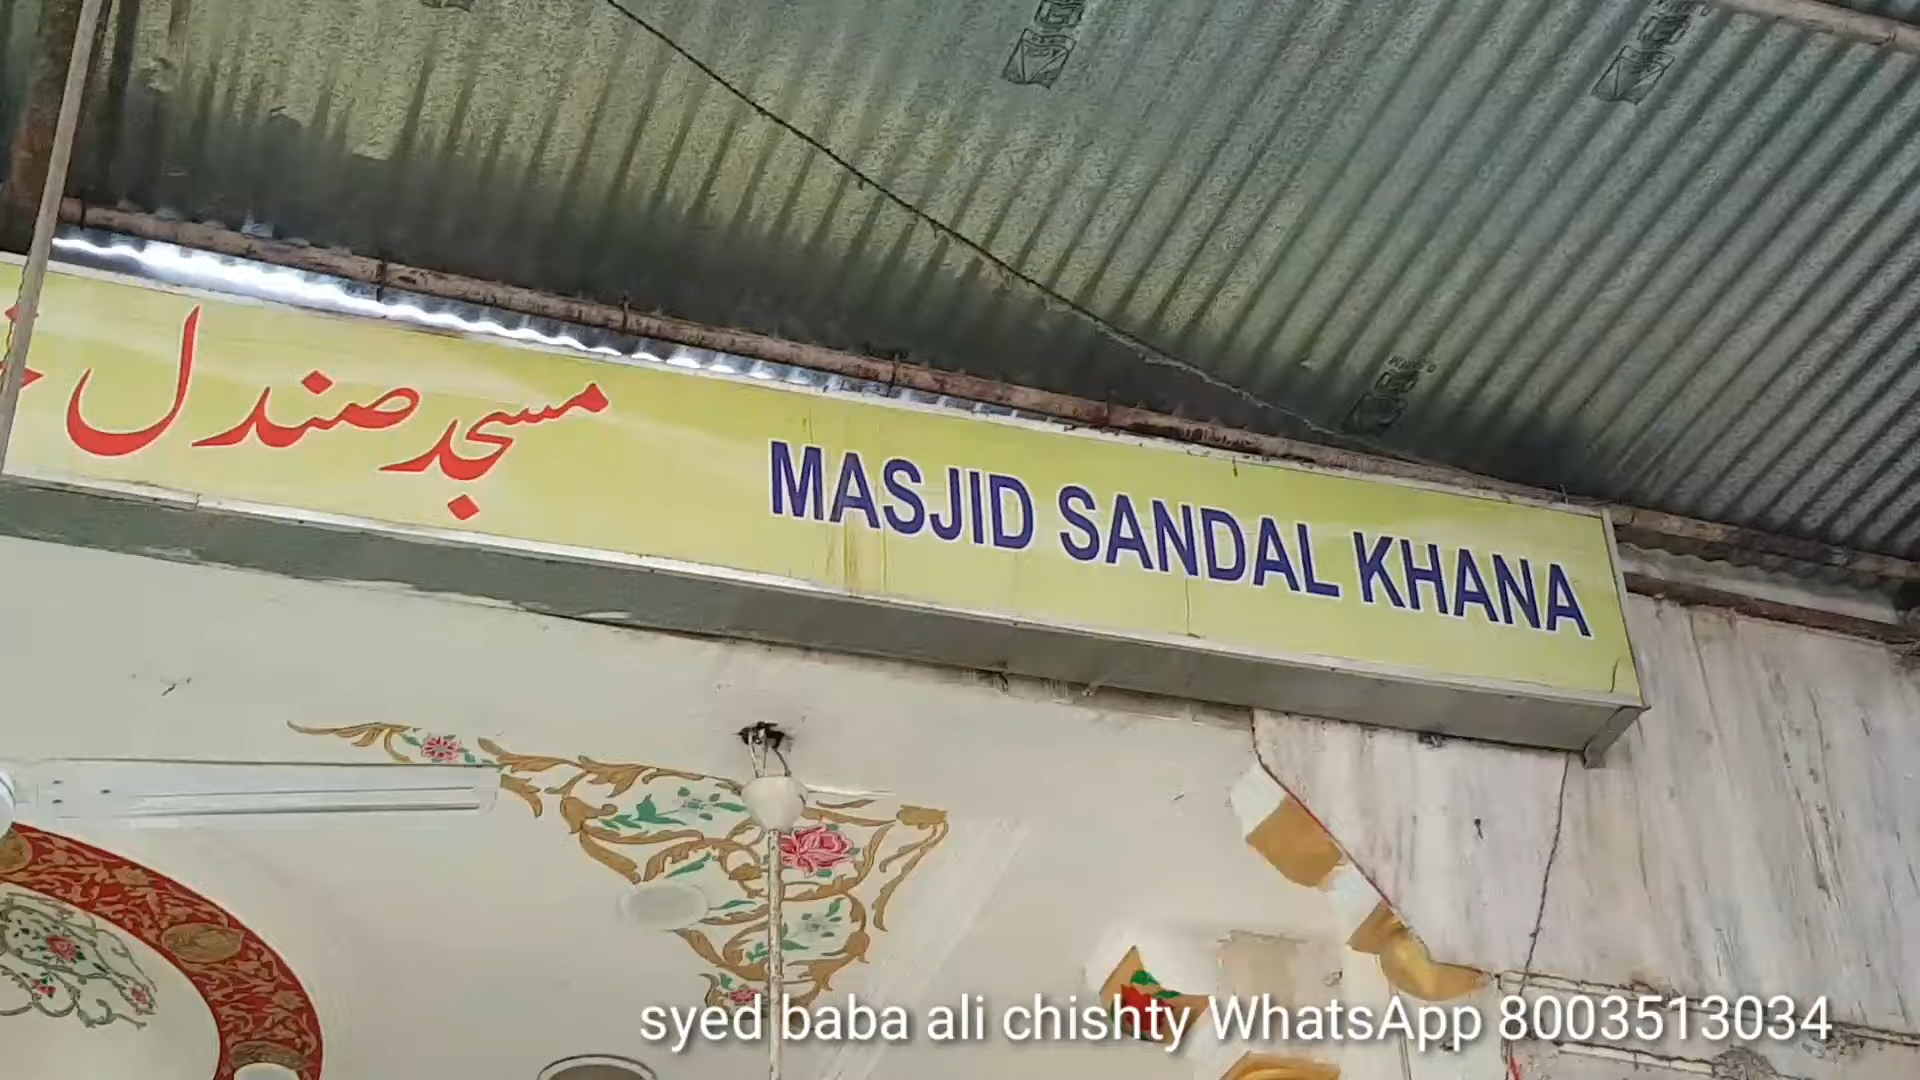 مسجد صندل
MASJID SANDAL KHANA
syed baba ali chishty WhatsApp 8003513034